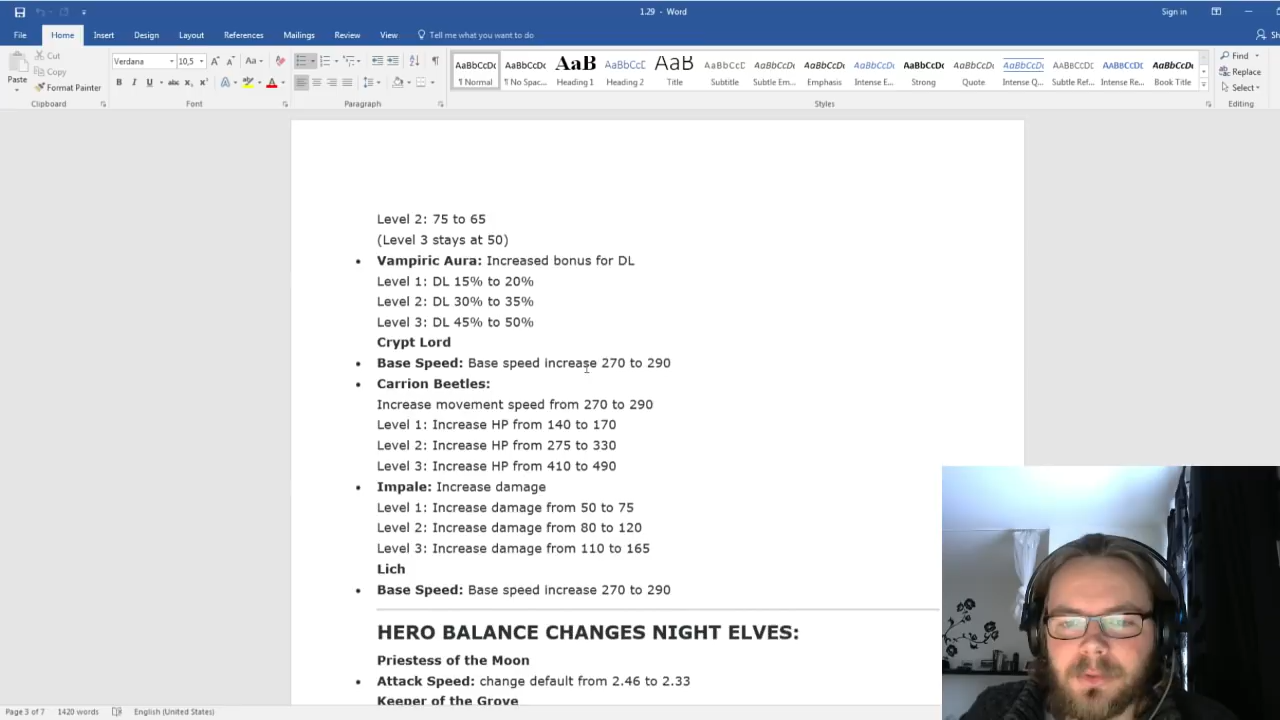 1.29 - Word
Sign in
File Home Insert Design Layout References Mailings Review View Tell me what you want to do Sh
Paste
Cut
Copy
Format Painter
Clipboard
Verdana 10,5
Font
Paragraph
AaBbCcDc AaBbCcDc AaB AaBbCcD AaB AaBbCcD AaBbCcDc AaBbCcDc AaBbCcDc AaBbCcDc AaBbCcDc AaBbCcDc AaBbCcDc AaBbCcDc AaBbCcDc
¶ Normal ¶ No Spac... Heading 1 Heading 2 Title Subtitle Subtle Em... Emphasis Intense E... Strong Quote Intense Q... Subtle Ref... Intense Re... Book Title
Styles
Find
Replace
Select
Editing
Level 2: 75 to 65
(Level 3 stays at 50)
• Vampiric Aura: Increased bonus for DL
Level 1: DL 15% to 20%
Level 2: DL 30% to 35%
Level 3: DL 45% to 50%
Crypt Lord
• Base Speed: Base speed increase 270 to 290
• Carrion Beetles:
Increase movement speed from 270 to 290
Level 1: Increase HP from 140 to 170
Level 2: Increase HP from 275 to 330
Level 3: Increase HP from 410 to 490
• Impale: Increase damage
Level 1: Increase damage from 50 to 75
Level 2: Increase damage from 80 to 120
Level 3: Increase damage from 110 to 165
Lich
• Base Speed: Base speed increase 270 to 290
HERO BALANCE CHANGES NIGHT ELVES:
Priestess of the Moon
• Attack Speed: change default from 2.46 to 2.33
Keeper of the Grove
Page 3 of 7 1420 words English (United States)